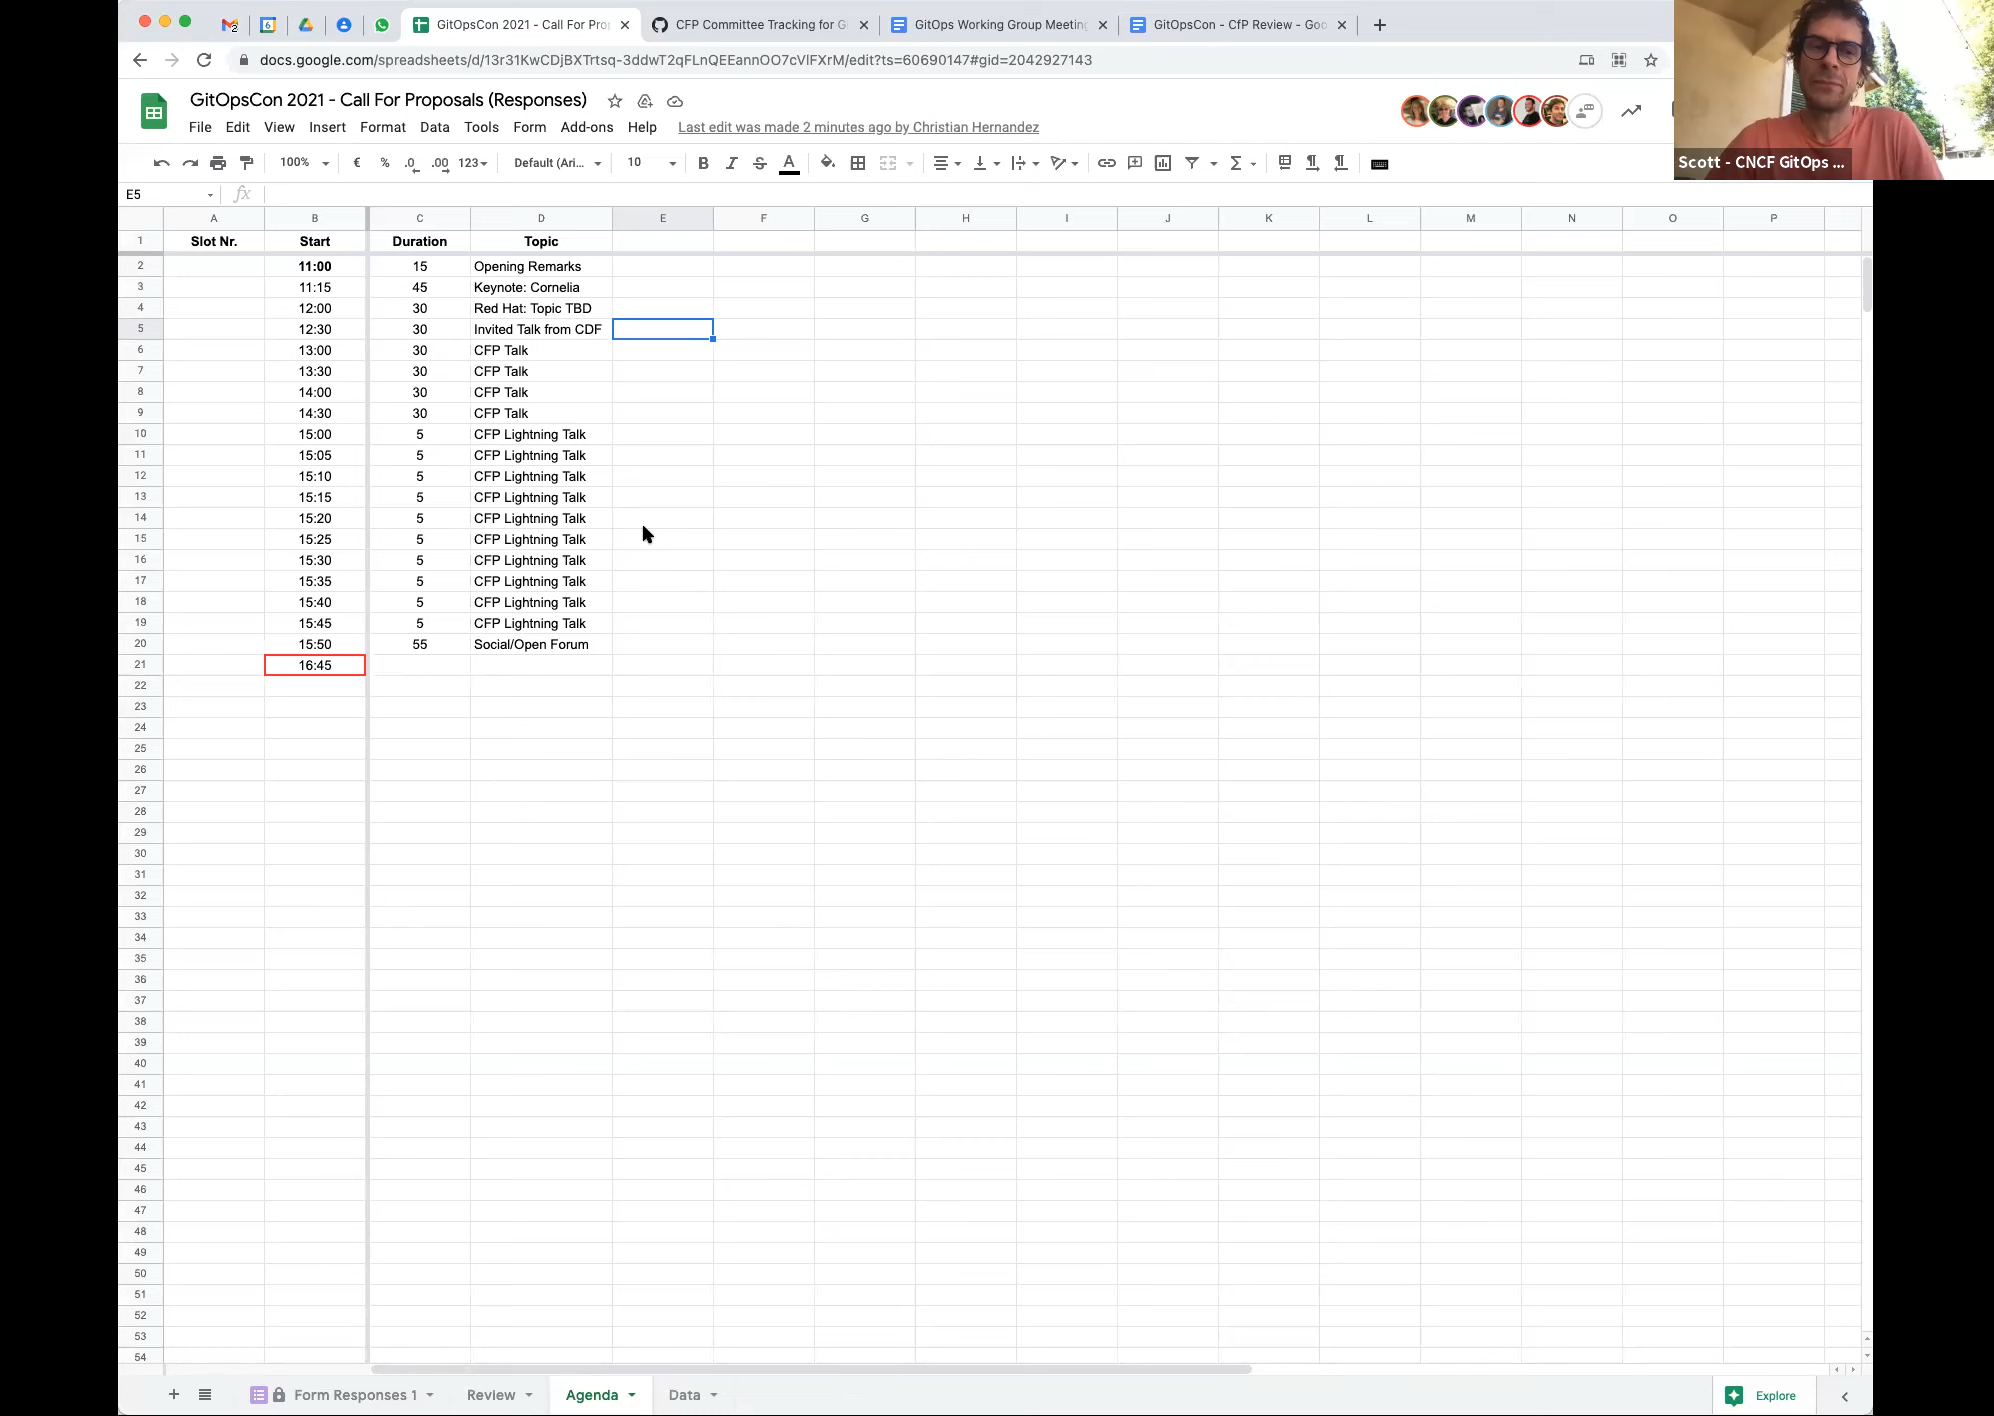 GitOpsCon 2021 - Call For Pro
CFP Committee Tracking for G
GitOps Working Group Meeting
GitOpsCon - CfP Review - Goo
docs.google.com/spreadsheets/d/13r31KwCDjBXTrtsq-3ddwT2qFLnQEEannOO7cVlFXrM/edit?ts=60690147#gid=2042927143
GitOpsCon 2021 - Call For Proposals (Responses)
File Edit View Insert Format Data Tools Form Add-ons Help Last edit was made 2 minutes ago by Christian Hernandez
Scott - CNCF GitOps ...
100% € % .0 .00 123 Default (Ari... 10 B I S A
E5 fx
A B C D E F G H I J K L M N O P
1 Slot Nr. Start Duration Topic
2 11:00 15 Opening Remarks
3 11:15 45 Keynote: Cornelia
4 12:00 30 Red Hat: Topic TBD
5 12:30 30 Invited Talk from CDF
6 13:00 30 CFP Talk
7 13:30 30 CFP Talk
8 14:00 30 CFP Talk
9 14:30 30 CFP Talk
10 15:00 5 CFP Lightning Talk
11 15:05 5 CFP Lightning Talk
12 15:10 5 CFP Lightning Talk
13 15:15 5 CFP Lightning Talk
14 15:20 5 CFP Lightning Talk
15 15:25 5 CFP Lightning Talk
16 15:30 5 CFP Lightning Talk
17 15:35 5 CFP Lightning Talk
18 15:40 5 CFP Lightning Talk
19 15:45 5 CFP Lightning Talk
20 15:50 55 Social/Open Forum
21 16:45
22
23
24
25
26
27
28
29
30
31
32
33
34
35
36
37
38
39
40
41
42
43
44
45
46
47
48
49
50
51
52
53
54
Form Responses 1 Review Agenda Data Explore